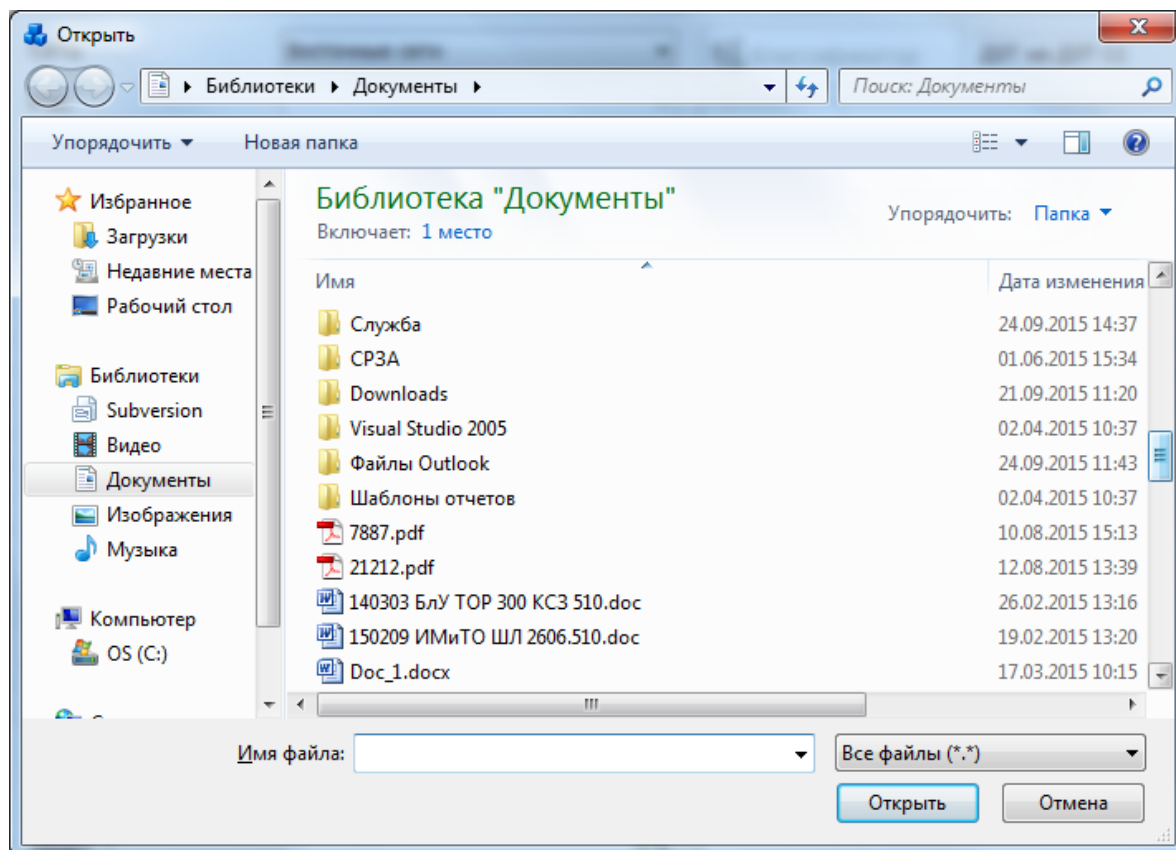 Открыть
Библиотеки Документы
Поиск: Документы
Упорядочить Новая папка
Избранное
Загрузки
Недавние места
Рабочий стол
Библиотеки
Subversion
Видео
Документы
Изображения
Музыка
Компьютер
OS (C:)
Библиотека "Документы"
Включает: 1 место
Упорядочить: Папка
Имя Дата изменения
Служба 24.09.2015 14:37
СРЗА 01.06.2015 15:34
Downloads 21.09.2015 11:20
Visual Studio 2005 02.04.2015 10:37
Файлы Outlook 24.09.2015 11:43
Шаблоны отчетов 02.04.2015 10:37
7887.pdf 10.08.2015 15:13
21212.pdf 12.08.2015 13:39
140303 БлУ ТОР 300 КСЗ 510.doc 26.02.2015 13:16
150209 ИМиТО ШЛ 2606.510.doc 19.02.2015 13:20
Doc_1.docx 17.03.2015 10:15
Имя файла:
Все файлы (*.*)
Открыть Отмена